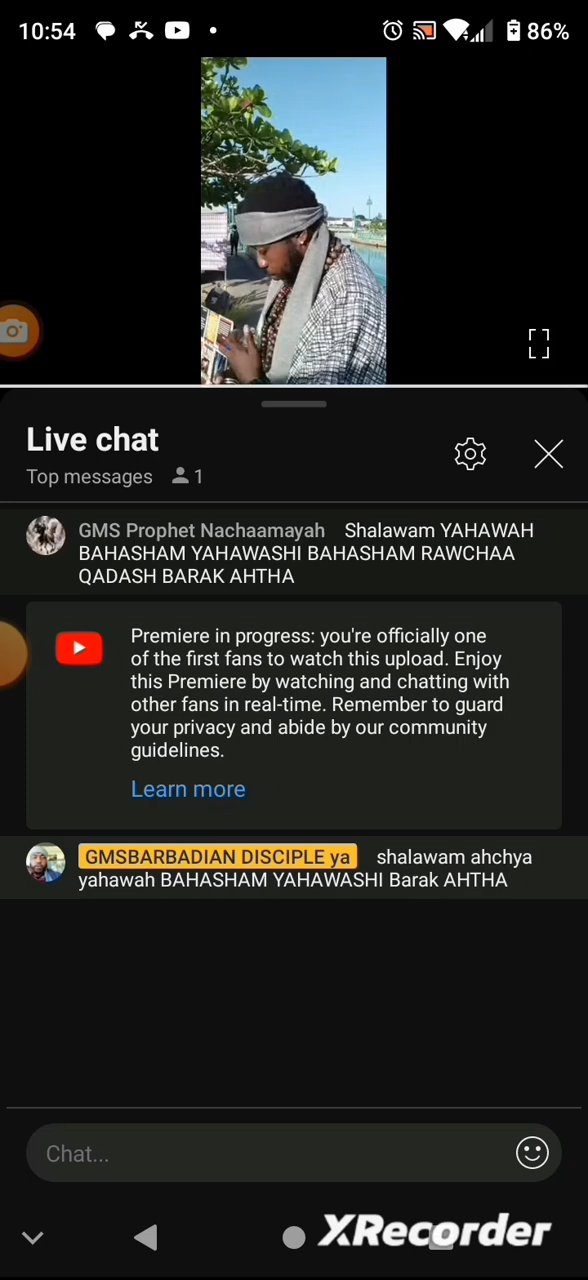 10:54
86%
Live chat
Top messages 1
GMS Prophet Nachaamayah Shalawam YAHAWAH
BAHASHAM YAHAWASHI BAHASHAM RAWCHAA
QADASH BARAK AHTHA
Premiere in progress: you're officially one
of the first fans to watch this upload. Enjoy
this Premiere by watching and chatting with
other fans in real-time. Remember to guard
your privacy and abide by our community
guidelines.
Learn more
GMSBARBADIAN DISCIPLE ya shalawam ahchya
yahawah BAHASHAM YAHAWASHI Barak AHTHA
Chat...
XRecorder